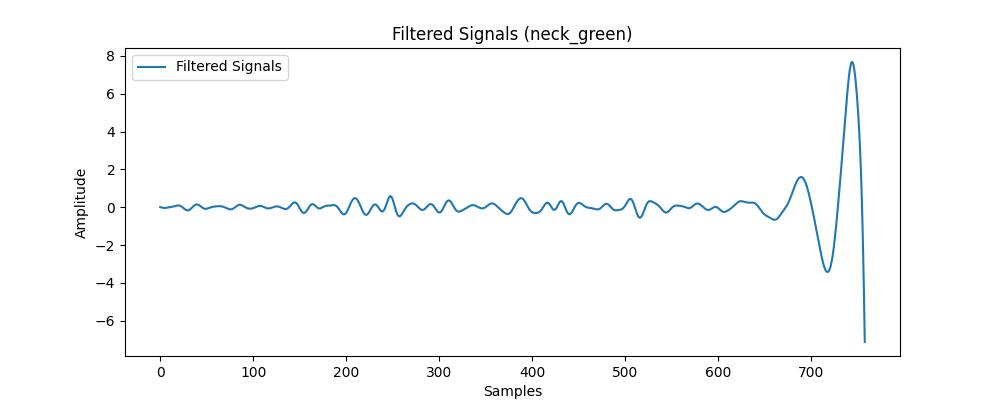 Filtered Signals (neck_green)
Filtered Signals
Amplitude
8
6
4
2
0
−2
−4
−6
0 100 200 300 400 500 600 700
Samples